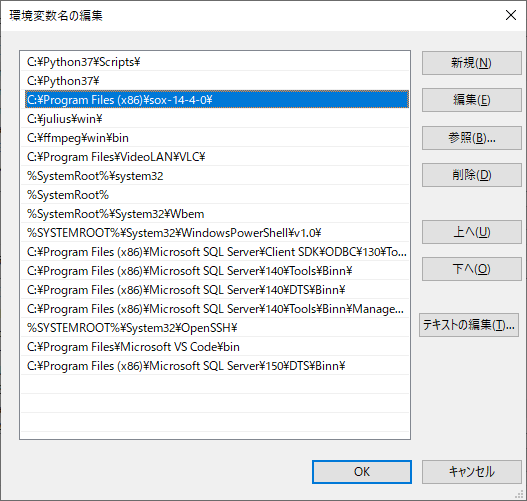 環境変数名の編集
C:¥Python37¥Scripts¥
C:¥Python37¥
C:¥Program Files (x86)¥sox-14-4-0¥
C:¥julius¥win¥
C:¥ffmpeg¥win¥bin
C:¥Program Files¥VideoLAN¥VLC¥
%SystemRoot%¥system32
%SystemRoot%
%SystemRoot%¥System32¥Wbem
%SYSTEMROOT%¥System32¥WindowsPowerShell¥v1.0¥
C:¥Program Files (x86)¥Microsoft SQL Server¥Client SDK¥ODBC¥130¥To...
C:¥Program Files (x86)¥Microsoft SQL Server¥140¥Tools¥Binn¥
C:¥Program Files (x86)¥Microsoft SQL Server¥140¥DTS¥Binn¥
C:¥Program Files (x86)¥Microsoft SQL Server¥140¥Tools¥Binn¥Manage...
%SYSTEMROOT%¥System32¥OpenSSH¥
C:¥Program Files¥Microsoft VS Code¥bin
C:¥Program Files (x86)¥Microsoft SQL Server¥150¥DTS¥Binn¥
新規(N)
編集(E)
参照(B)...
削除(D)
上へ(U)
下へ(O)
テキストの編集(T)...
OK
キャンセル